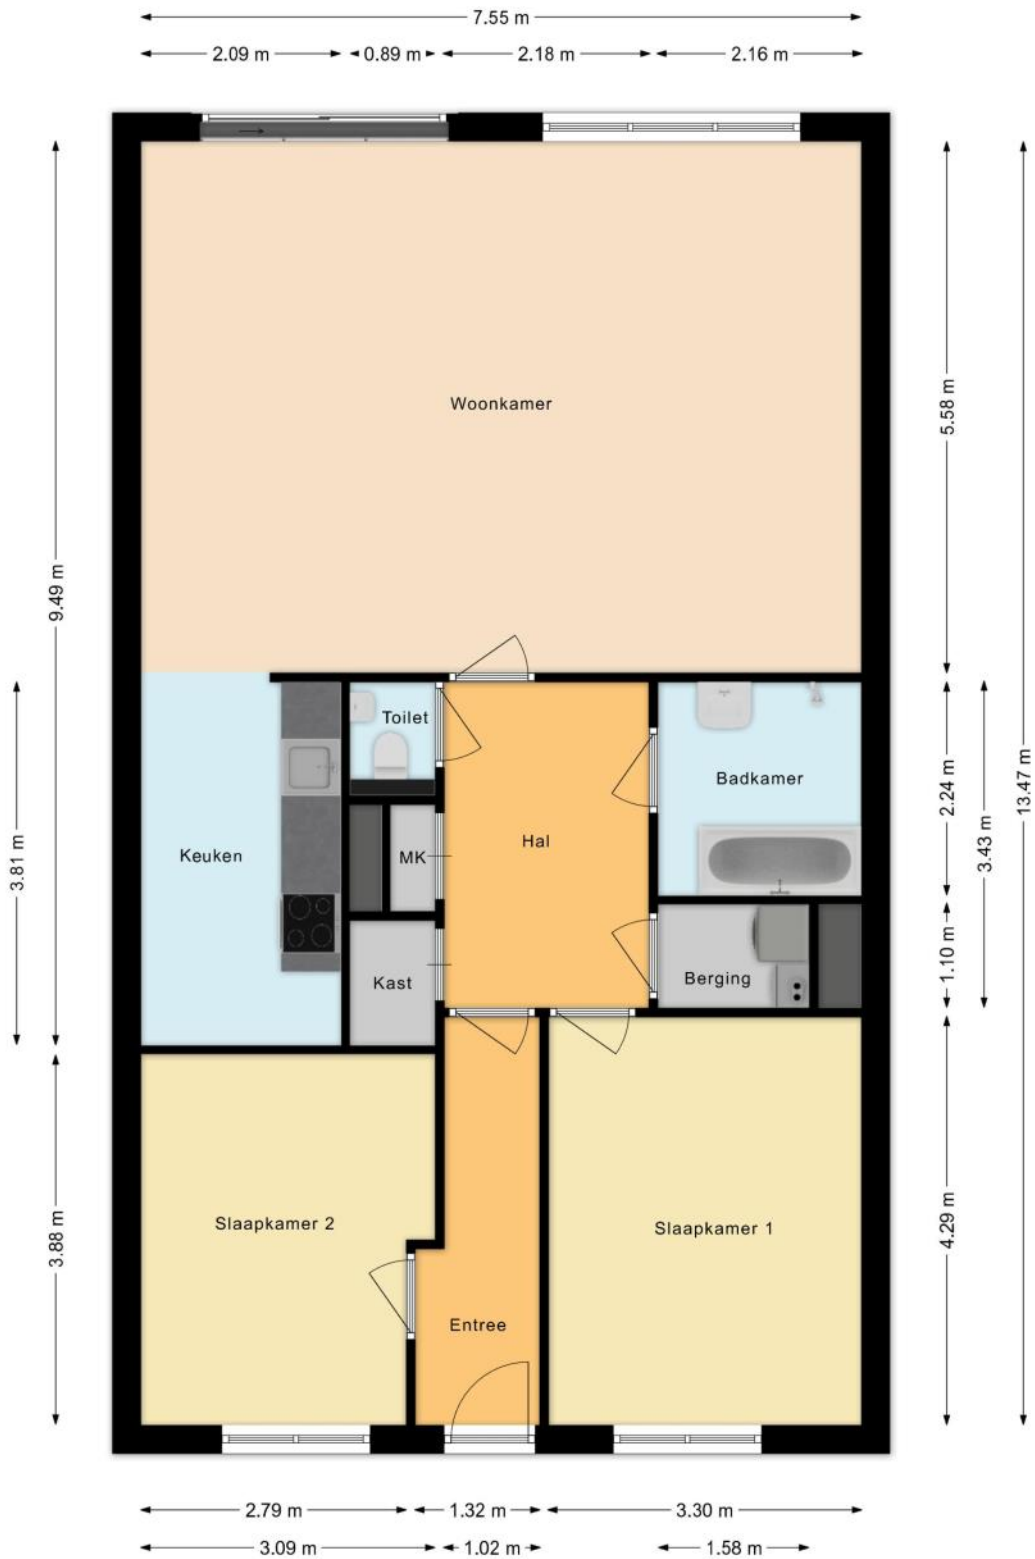 7.55 m
2.09 m 0.89 m 2.18 m 2.16 m
Woonkamer
5.58 m
9.49 m
Toilet
Badkamer
2.24 m
13.47 m
Hal
Keuken
MK
3.81 m
3.43 m
1.10 m
Kast
Berging
Slaapkamer 2
Slaapkamer 1
4.29 m
3.88 m
Entree
2.79 m 1.32 m 3.30 m
3.09 m 1.02 m 1.58 m